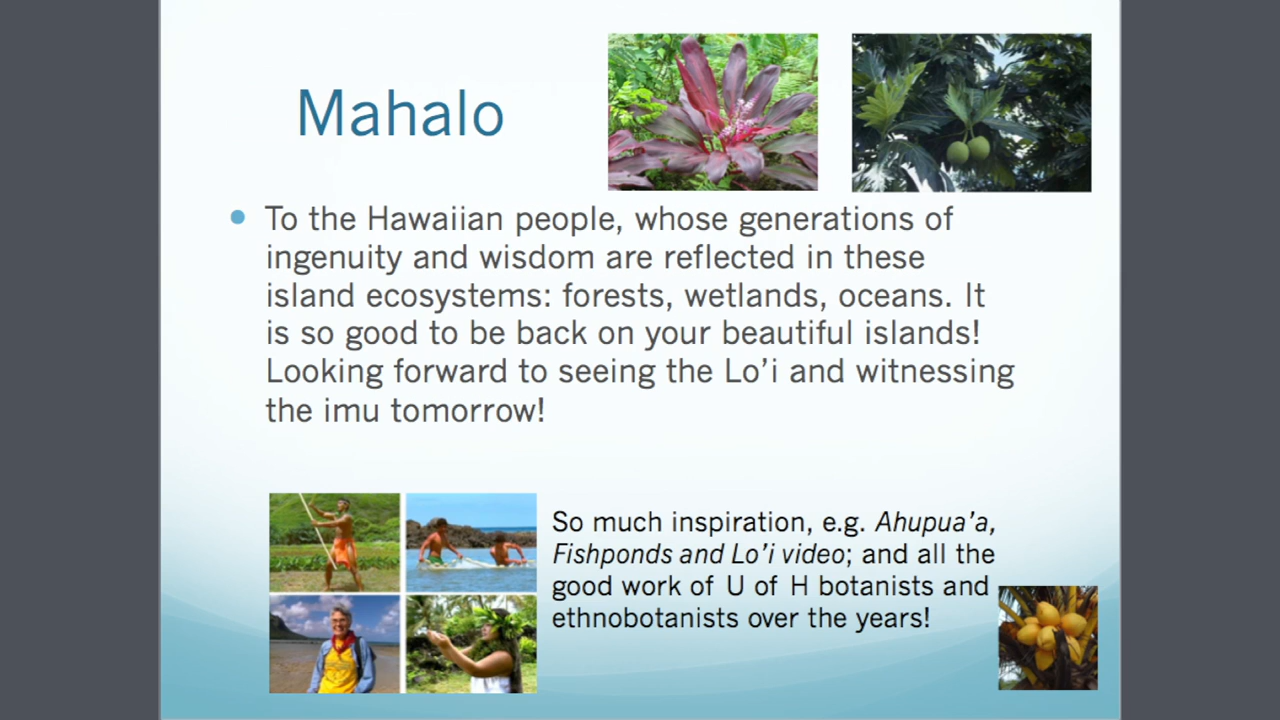 Mahalo
To the Hawaiian people, whose generations of
ingenuity and wisdom are reflected in these
island ecosystems: forests, wetlands, oceans. It
is so good to be back on your beautiful islands!
Looking forward to seeing the Lo’i and witnessing
the imu tomorrow!
So much inspiration, e.g. Ahupua’a,
Fishponds and Lo’i video; and all the
good work of U of H botanists and
ethnobotanists over the years!